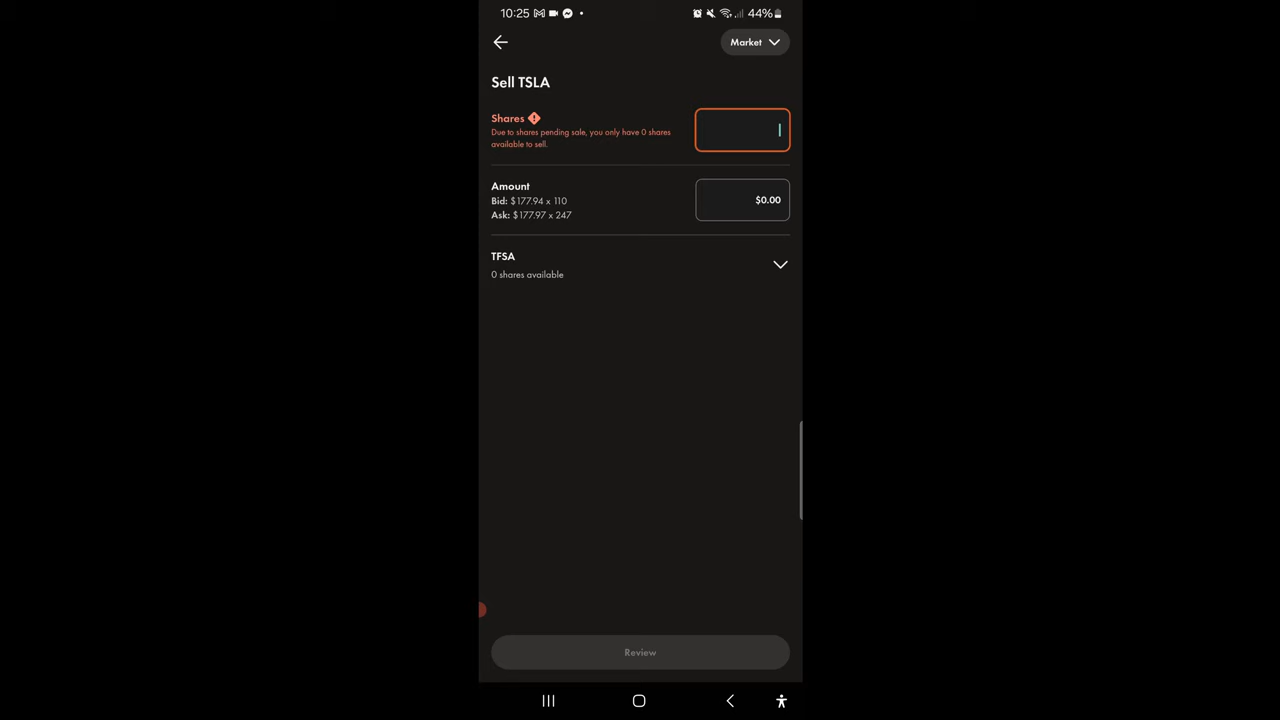 10:25
44%
Market
Sell TSLA
Shares
Due to shares pending sale, you only have 0 shares
available to sell.
Amount
Bid: $177.94 x 110
Ask: $177.97 x 247
$0.00
TFSA
0 shares available
Review